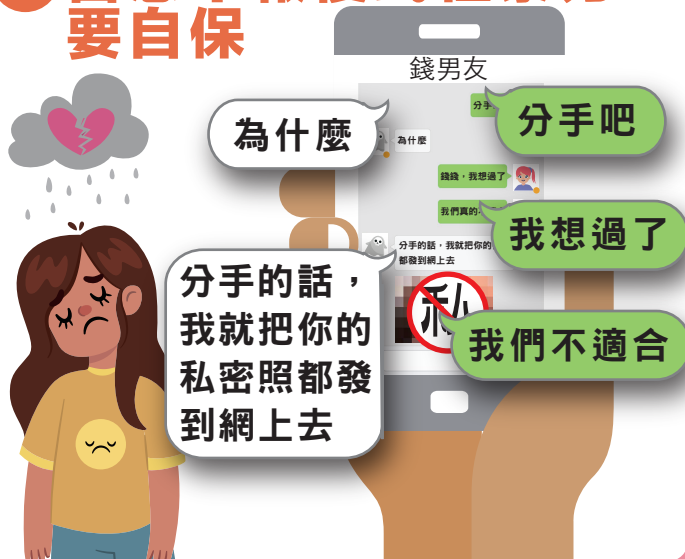 要自保
錢男友
分手吧
為什麼
為什麼
錢錢，我想過了
我想過了
我們真的
分手的話，我就把你的
都發到網上去
分手的話，
我就把你的
私密照都發
到網上去
私
我們不適合